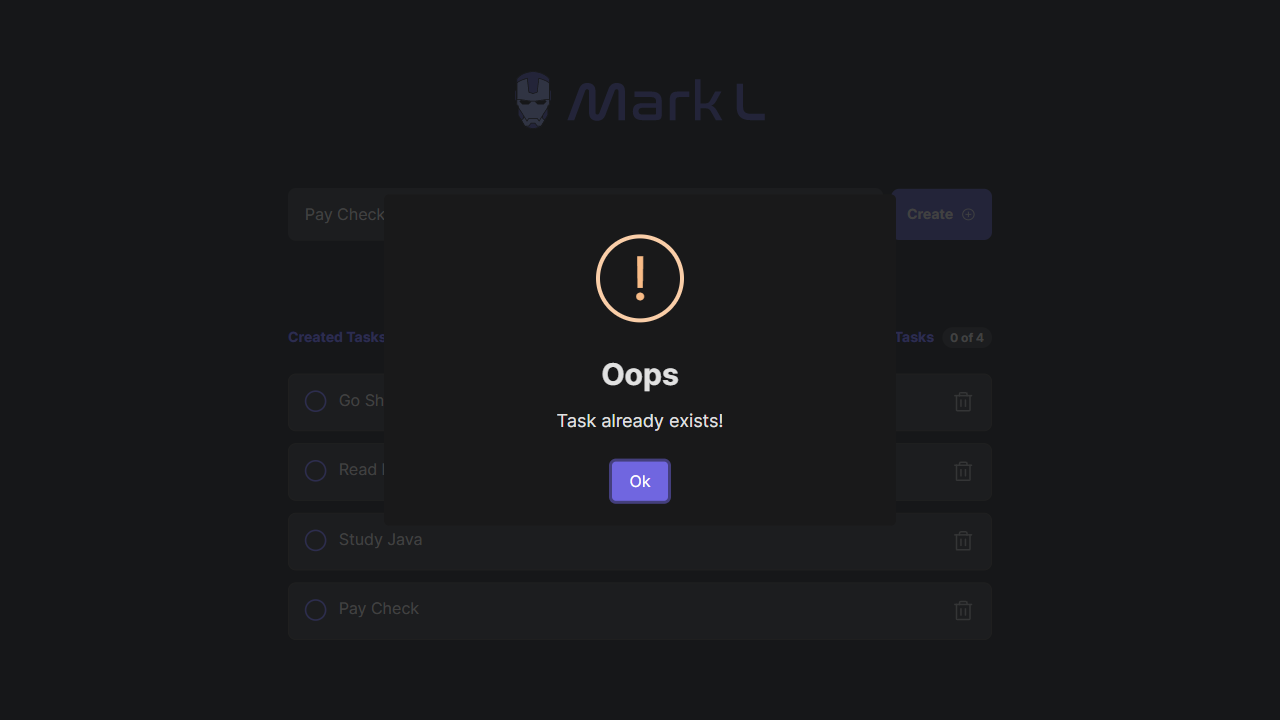 Mark L
Pay Check
Create
Created Tasks
Tasks 0 of 4
!
Oops
Task already exists!
Ok
Go Sh
Read
Study Java
Pay Check